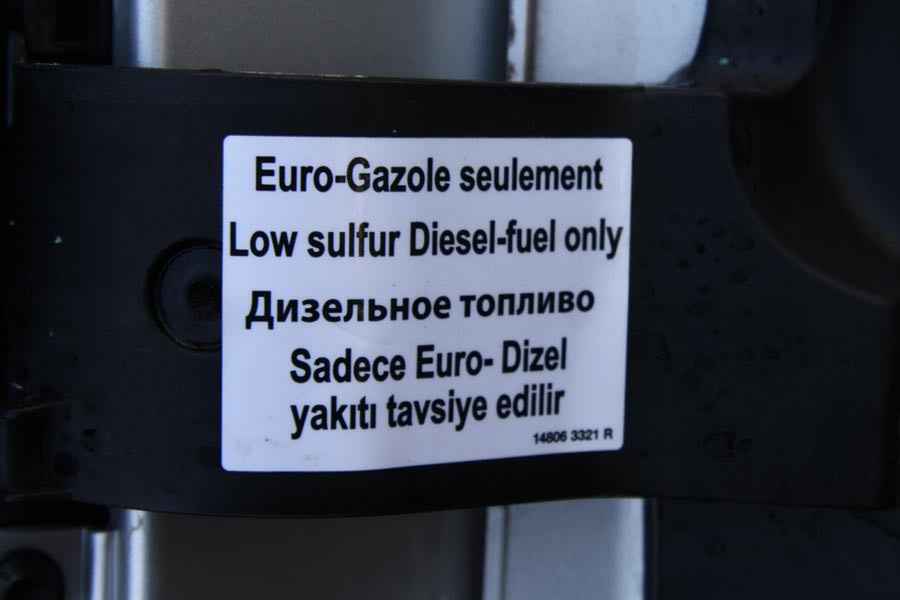 Euro-Gazole seulement
Low sulfur Diesel-fuel only
Дизельное топливо
Sadece Euro- Dizel
yakıtı tavsiye edilir
14806 3321 R